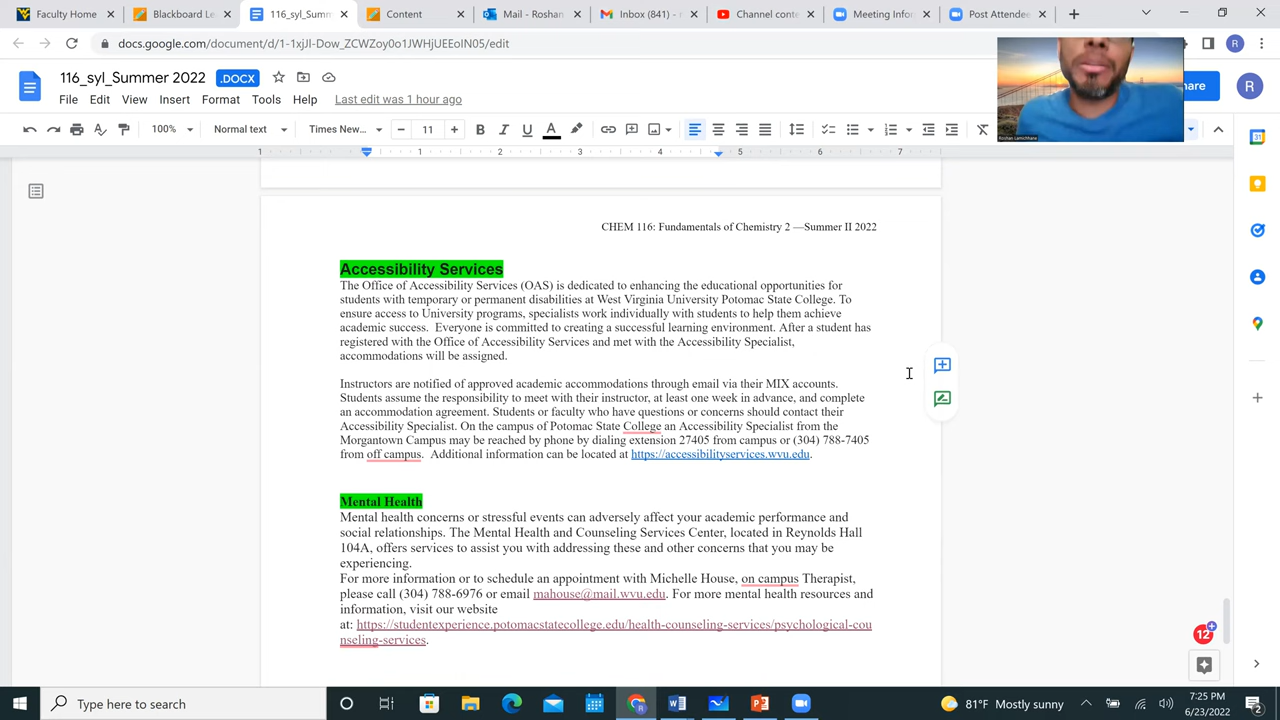 Faculty Home
Blackboard Le
116_syl_Summ
Content
Mail - Roshan
Inbox (841) -
Channel conte
Meeting Infor
Post Attendee
docs.google.com/document/d/1-1xjJI-Dow_ZCWZoy0o1JWHjUEEoIN05/edit
R
116_syl_Summer 2022 .DOCX
R
File Edit View Insert Format Tools Help Last edit was 1 hour ago
100% Normal text Times New... 11 B I U A
1 1 2 3 4 5 6 7
CHEM 116: Fundamentals of Chemistry 2 —Summer II 2022
Accessibility Services
The Office of Accessibility Services (OAS) is dedicated to enhancing the educational opportunities for
students with temporary or permanent disabilities at West Virginia University Potomac State College. To
ensure access to University programs, specialists work individually with students to help them achieve
academic success. Everyone is committed to creating a successful learning environment. After a student has
registered with the Office of Accessibility Services and met with the Accessibility Specialist,
accommodations will be assigned.
Instructors are notified of approved academic accommodations through email via their MIX accounts.
Students assume the responsibility to meet with their instructor, at least one week in advance, and complete
an accommodation agreement. Students or faculty who have questions or concerns should contact their
Accessibility Specialist. On the campus of Potomac State College an Accessibility Specialist from the
Morgantown Campus may be reached by phone by dialing extension 27405 from campus or (304) 788-7405
from off campus. Additional information can be located at https://accessibilityservices.wvu.edu.
Mental Health
Mental health concerns or stressful events can adversely affect your academic performance and
social relationships. The Mental Health and Counseling Services Center, located in Reynolds Hall
104A, offers services to assist you with addressing these and other concerns that you may be
experiencing.
For more information or to schedule an appointment with Michelle House, on campus Therapist,
please call (304) 788-6976 or email mahouse@mail.wvu.edu. For more mental health resources and
information, visit our website
at: https://studentexperience.potomacstatecollege.edu/health-counseling-services/psychological-cou
nseling-services.
12
Type here to search
81°F Mostly sunny
7:25 PM
6/23/2022
2